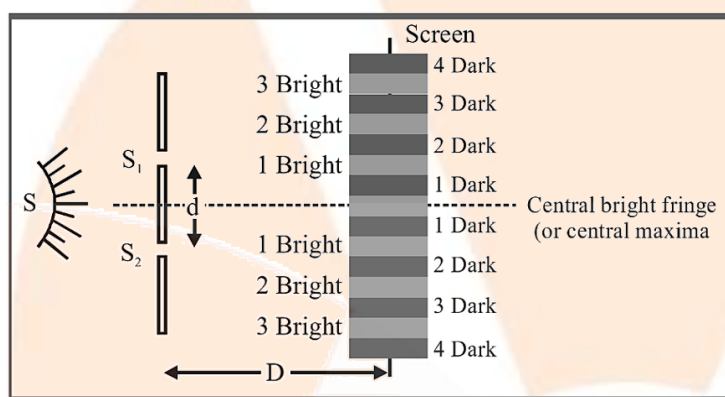 Screen
4 Dark
3 Bright
3 Dark
2 Bright
2 Dark
S₁
1 Bright
1 Dark
S
d
Central bright fringe
(or central maxima
1 Dark
S₂
1 Bright
2 Dark
2 Bright
3 Dark
3 Bright
4 Dark
D